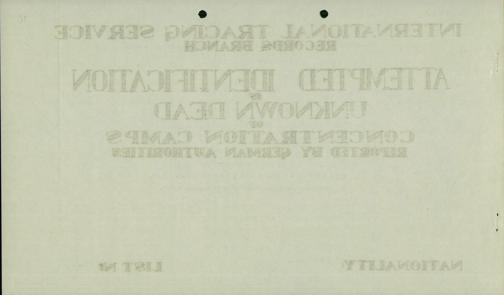 INTERNATIONAL TRACING SERVICE
RECORDS BRANCH
ATTEMPTED IDENTIFICATION
OF
UNKNOWN DEAD
OF
CONCENTRATION CAMPS
REPORTED BY GERMAN AUTHORITIES
NATIONALITY
LIST Nº